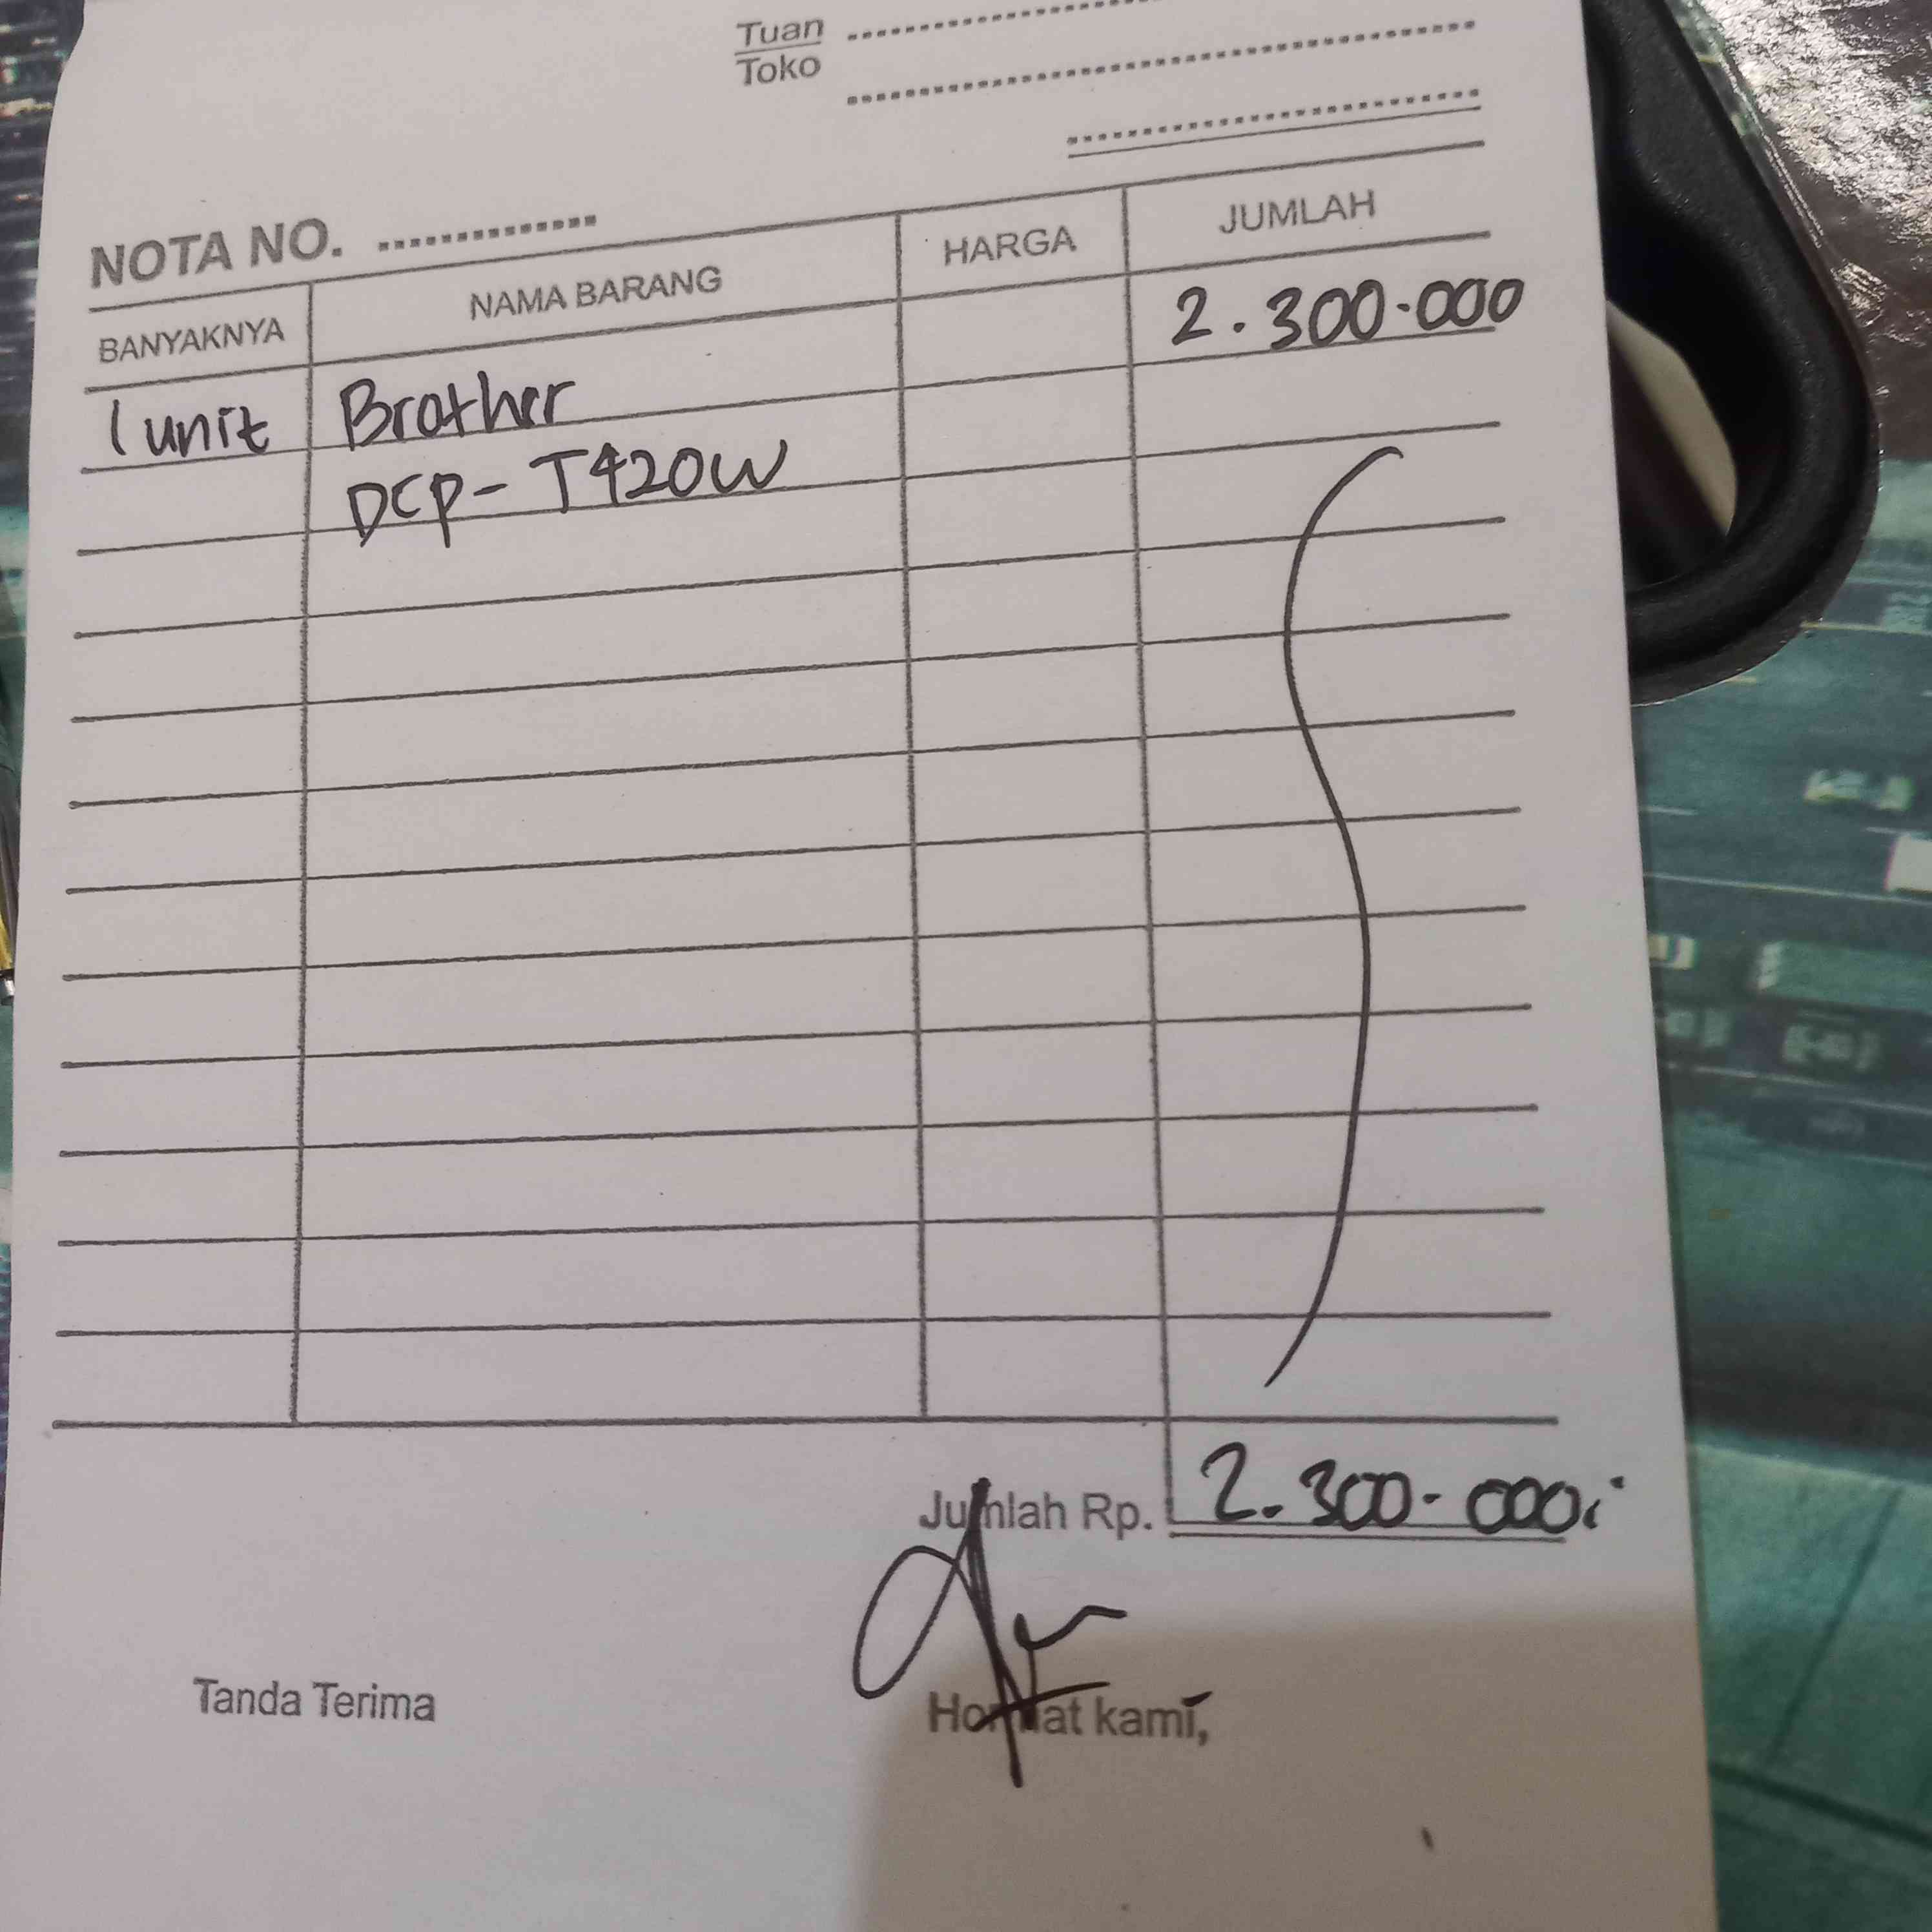 Tuan
Toko
NOTA NO. ...............
BANYAKNYA NAMA BARANG HARGA JUMLAH
1 unit Brother 2.300.000
DCP-T420W
Jumlah Rp. 2.300.000,-
Tanda Terima Hormat kami,